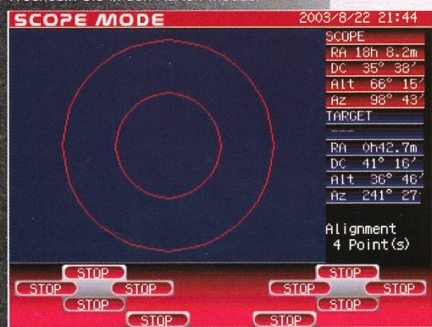 SCOPE MODE 2003/8/22 21:44
SCOPE
RA 18h 8.2m
DC 35° 38′
Alt 66° 15′
Az 98° 43′
TARGET
---
RA 0h42.7m
DC 41° 16′
Alt 36° 46′
Az 241° 27′
Alignment
4 Point(s)
STOP STOP
STOP STOP STOP STOP
STOP STOP
STOP STOP